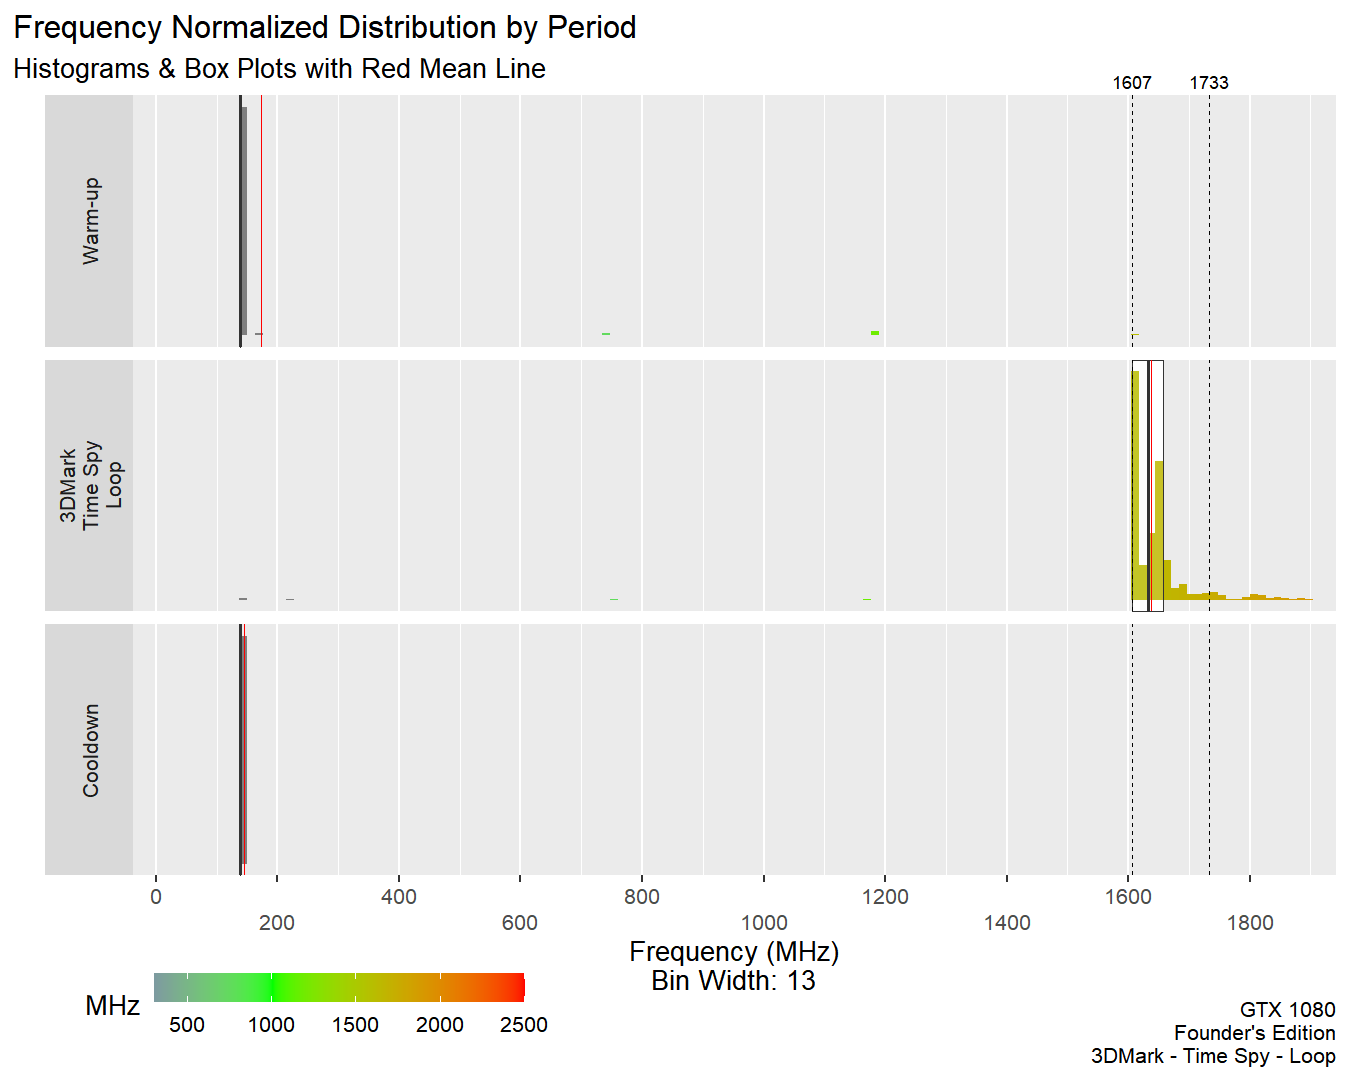 Frequency Normalized Distribution by Period
Histograms & Box Plots with Red Mean Line
1607 1733
Warm-up
3DMark
Time Spy
Loop
Cooldown
0 400 800 1200 1600
200 600 1000 1400 1800
Frequency (MHz)
Bin Width: 13
MHz
500 1000 1500 2000 2500
GTX 1080
Founder's Edition
3DMark - Time Spy - Loop